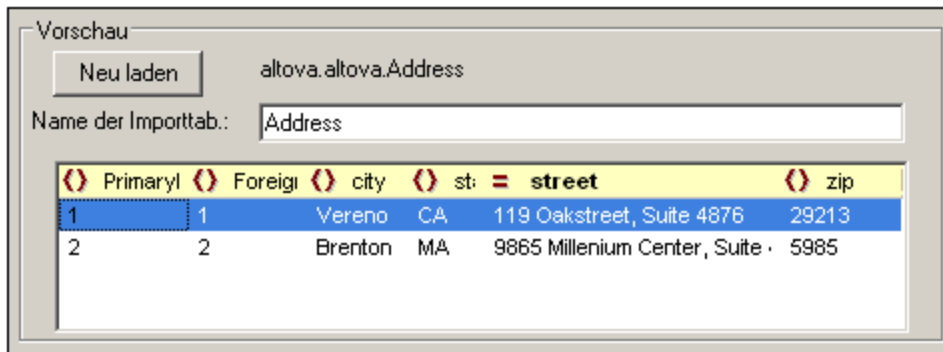 Vorschau
Neu laden altova.altova.Address
Name der Importtab.: Address
Primaryl Foreigi city st street zip
1 1 Vereno CA 119 Oakstreet, Suite 4876 29213
2 2 Brenton MA 9865 Millenium Center, Suite 5985